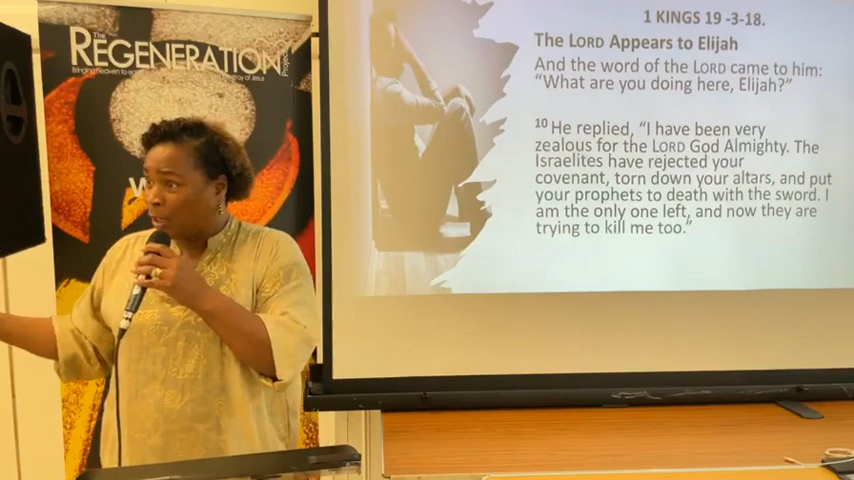 The
REGENERATION
Project
1 KINGS 19 -3-18.
The LORD Appears to Elijah
And the word of the LORD came to him:
“What are you doing here, Elijah?”
10 He replied, “I have been very
zealous for the LORD God Almighty. The
Israelites have rejected your
covenant, torn down your altars, and put
your prophets to death with the sword. I
am the only one left, and now they are
trying to kill me too.”